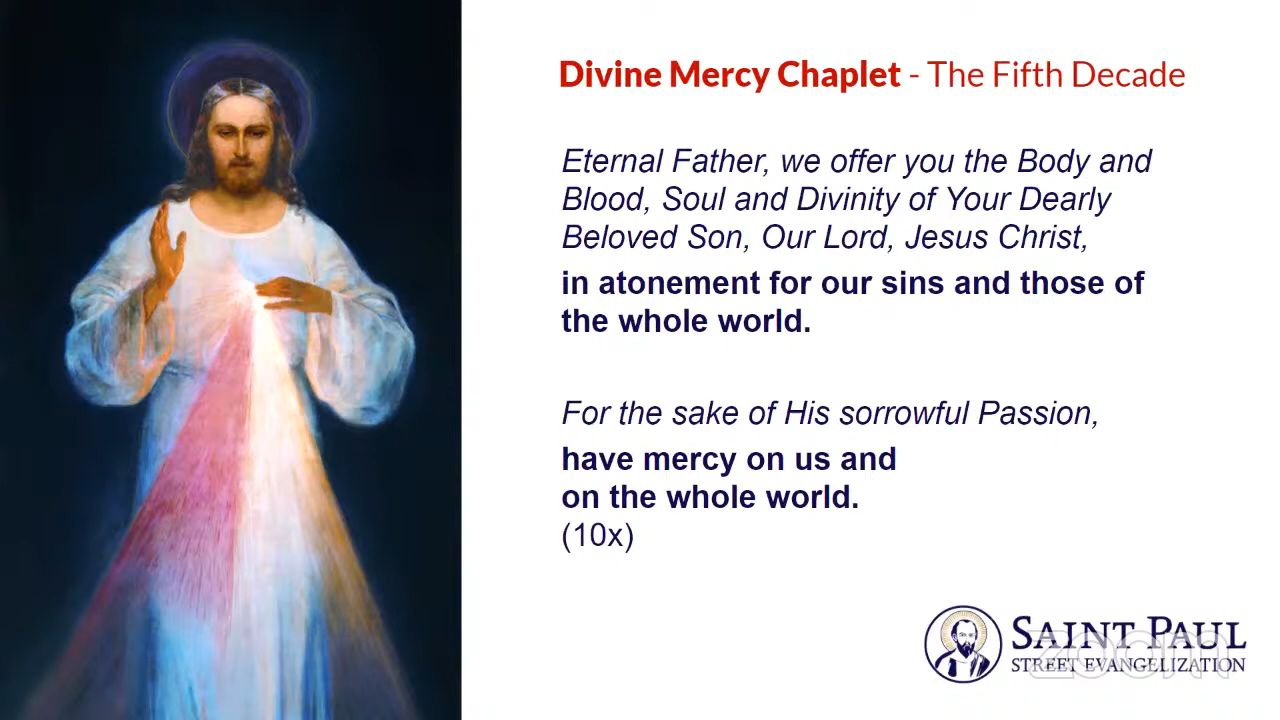 Divine Mercy Chaplet - The Fifth Decade
Eternal Father, we offer you the Body and
Blood, Soul and Divinity of Your Dearly
Beloved Son, Our Lord, Jesus Christ,
in atonement for our sins and those of
the whole world.
For the sake of His sorrowful Passion,
have mercy on us and
on the whole world.
(10x)
SAINT PAUL
zoom
STREET EVANGELIZATION